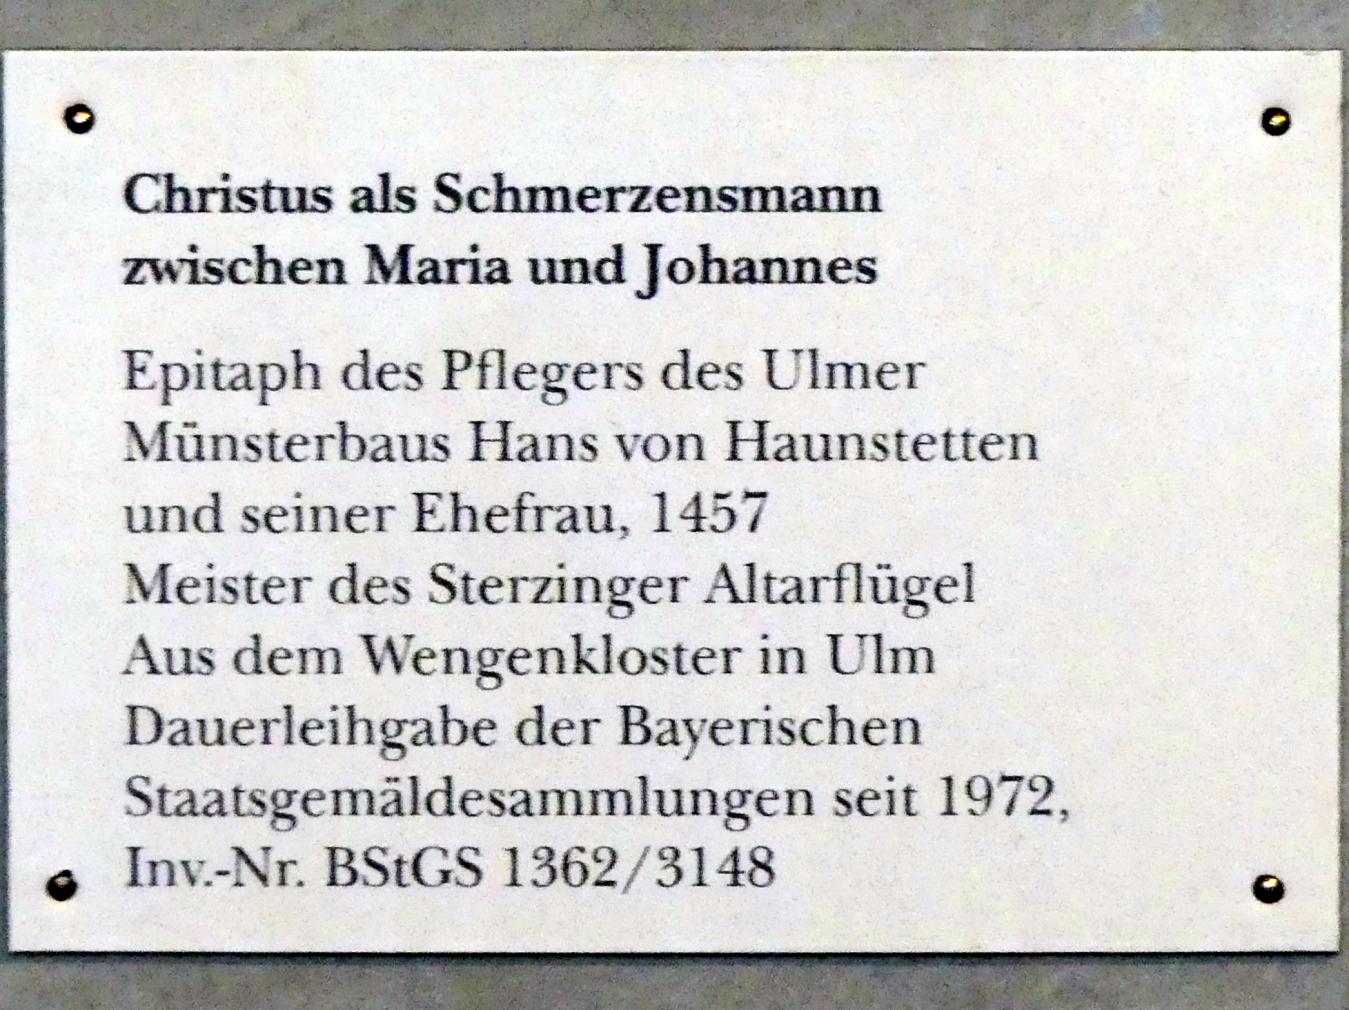 Christus als Schmerzensmann
zwischen Maria und Johannes
Epitaph des Pflegers des Ulmer
Münsterbaus Hans von Haunstetten
und seiner Ehefrau, 1457
Meister des Sterzinger Altarflügel
Aus dem Wengenkloster in Ulm
Dauerleihgabe der Bayerischen
Staatsgemäldesammlungen seit 1972,
Inv.-Nr. BStGS 1362/3148